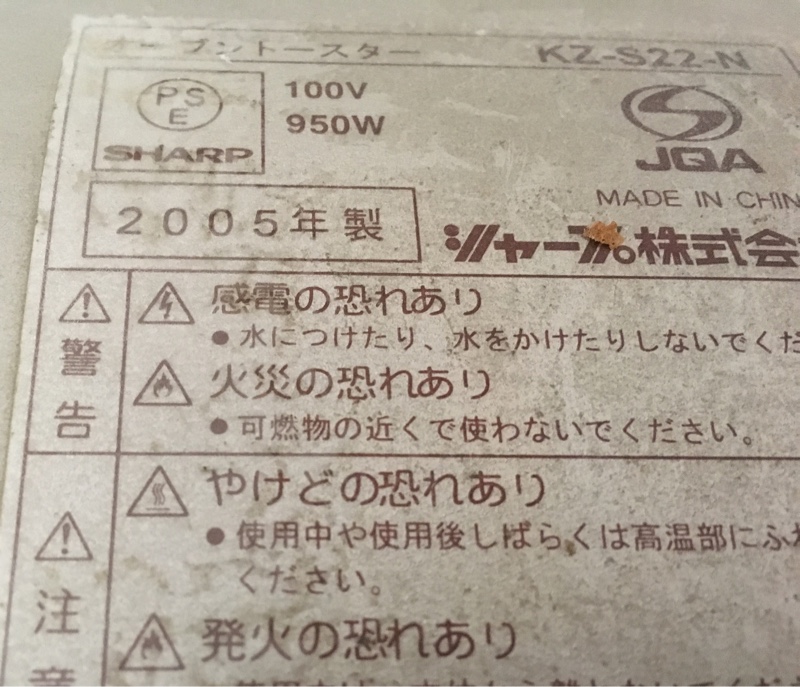 オーブントースター KZ-S22-N
PS
E
SHARP
100V
950W
JQA
MADE IN CHIN
2005年製
シャープ株式会
警告
感電の恐れあり
●水につけたり、水をかけたりしないでくだ
火災の恐れあり
●可燃物の近くで使わないでください。
注意
やけどの恐れあり
●使用中や使用後しばらくは高温部にふれ
ください。
発火の恐れあり